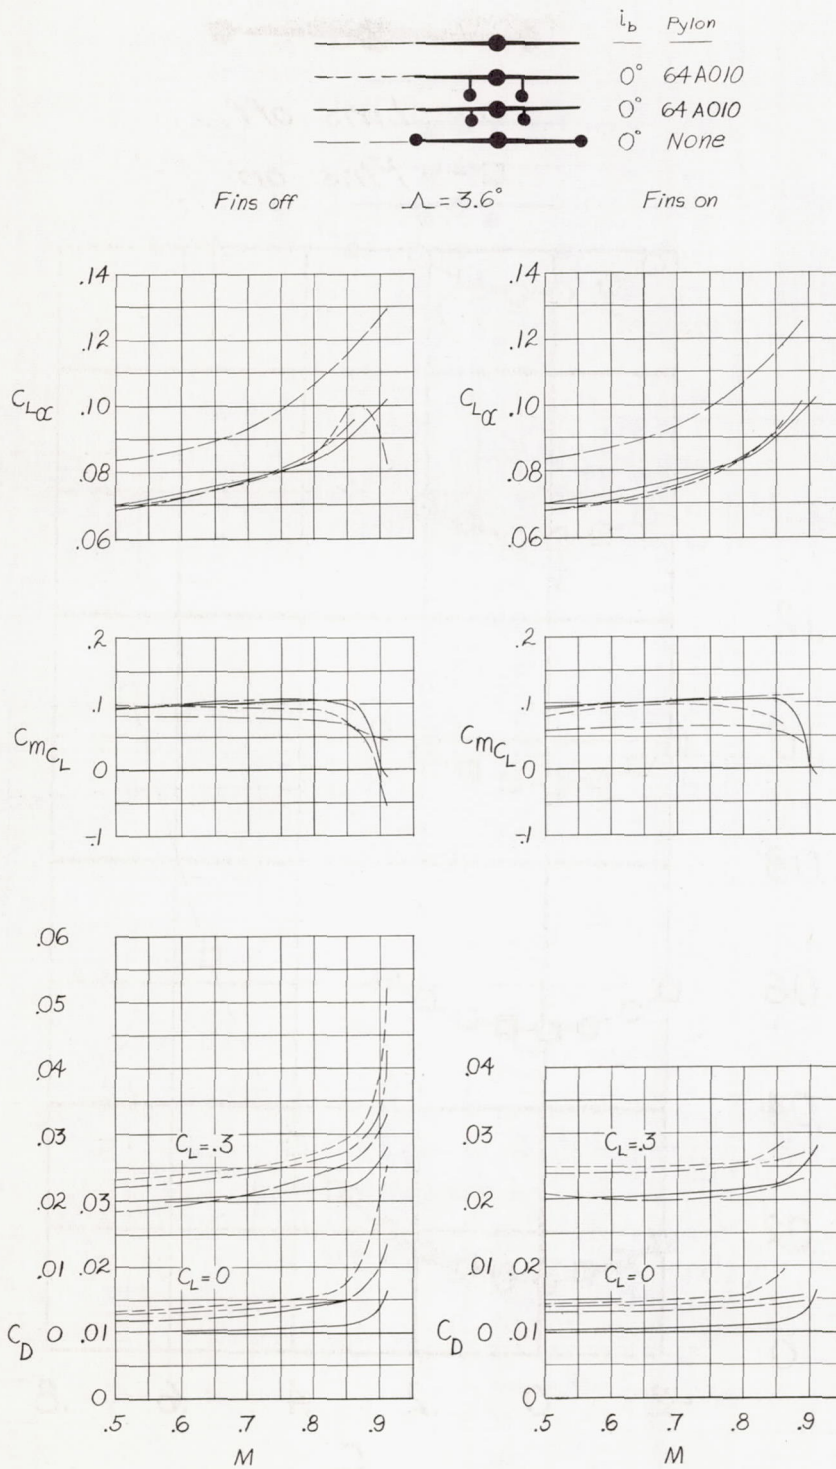 i_b Pylon
0° 64A010
0° 64A010
0° None
Fins off Λ = 3.6° Fins on
.14
.12
C_Lα .10
.08
.06
.14
.12
C_Lα .10
.08
.06
.2
.1
C_mC_L 0
-.1
.2
.1
C_mC_L 0
-.1
.06
.05
.04
.03 C_L=.3
.02 .03
.01 .02 C_L=0
C_D 0 .01
0
.5 .6 .7 .8 .9
M
.04
.03 C_L=.3
.02
.01 .02 C_L=0
C_D 0 .01
0
.5 .6 .7 .8 .9
M